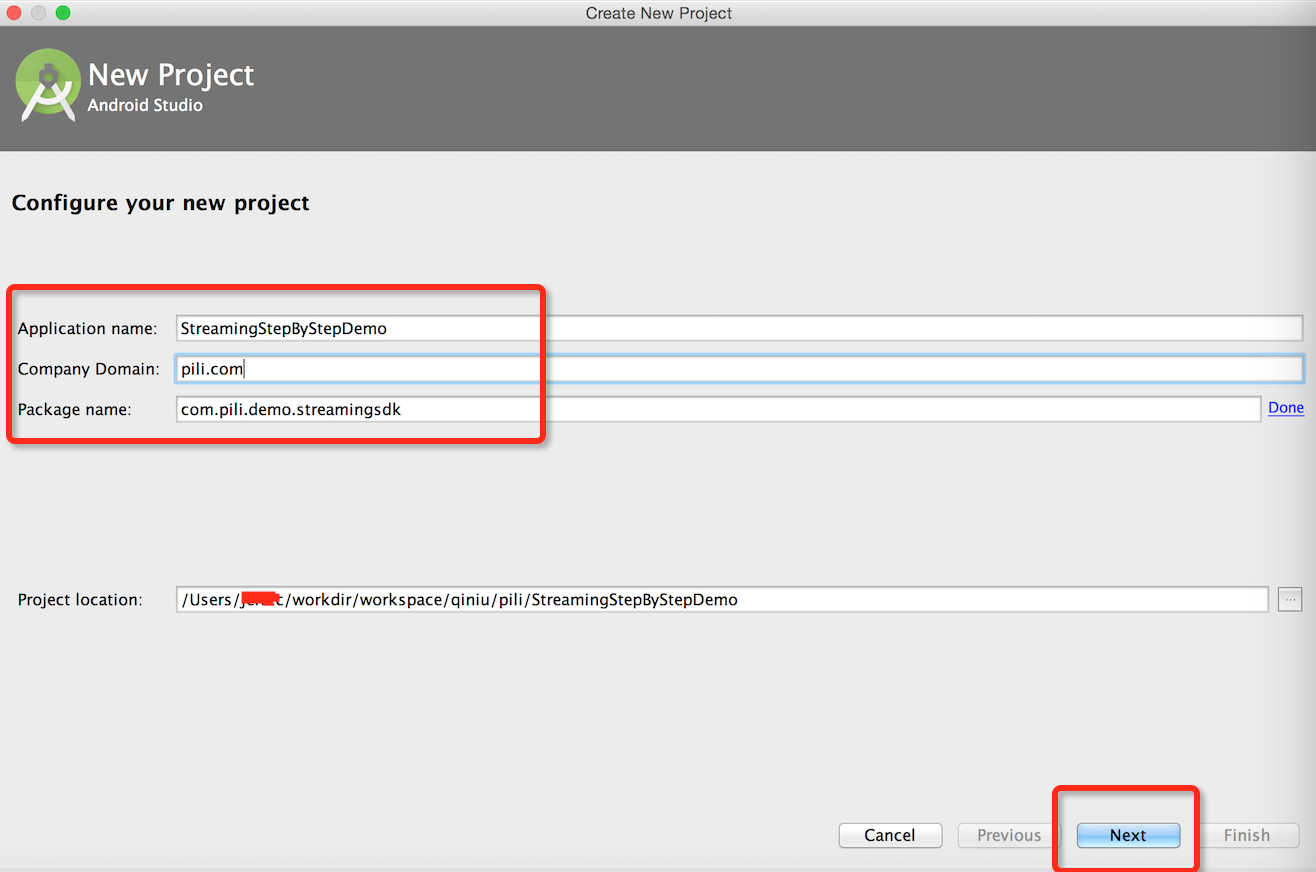 Create New Project
New Project
Android Studio
Configure your new project
Application name: StreamingStepByStepDemo
Company Domain: pili.com
Package name: com.pili.demo.streamingsdk Done
Project location: /Users/ /workdir/workspace/qiniu/pili/StreamingStepByStepDemo ...
Cancel Previous Next Finish